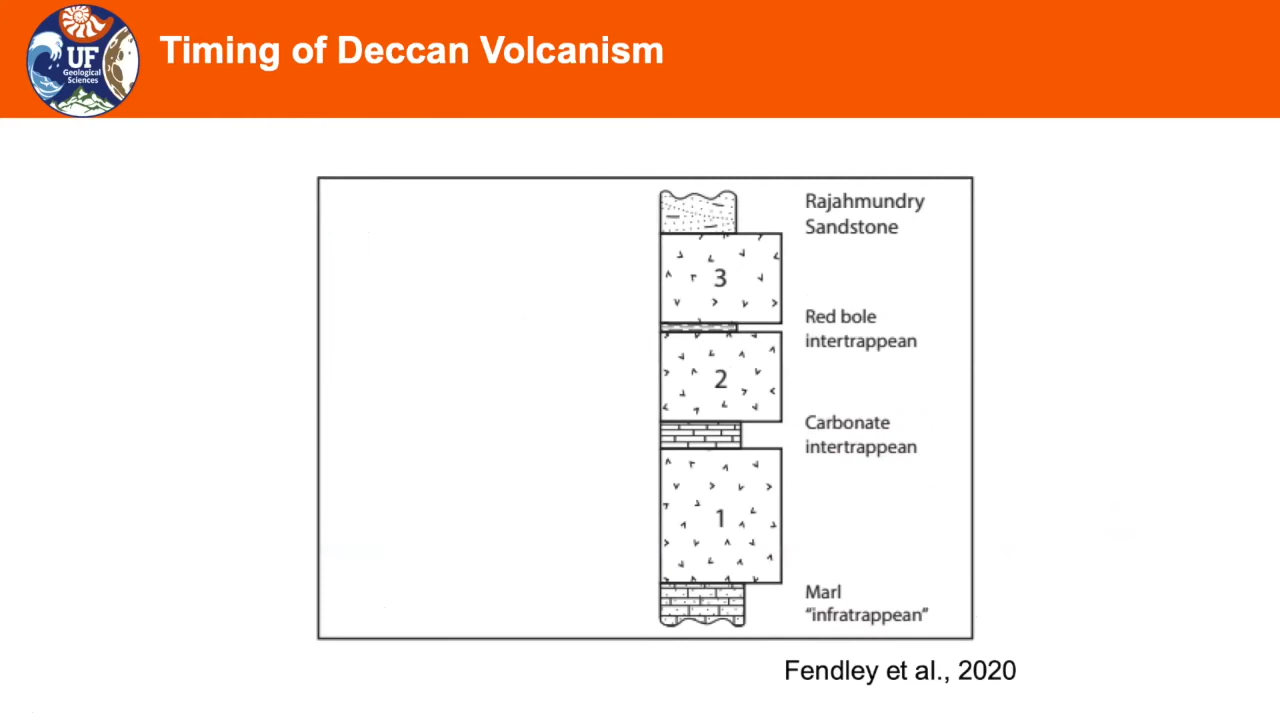 UF
Geological
Sciences
Timing of Deccan Volcanism
Rajahmundry
Sandstone
3
Red bole
intertrappean
2
Carbonate
intertrappean
1
Marl
“infratrappean”
Fendley et al., 2020